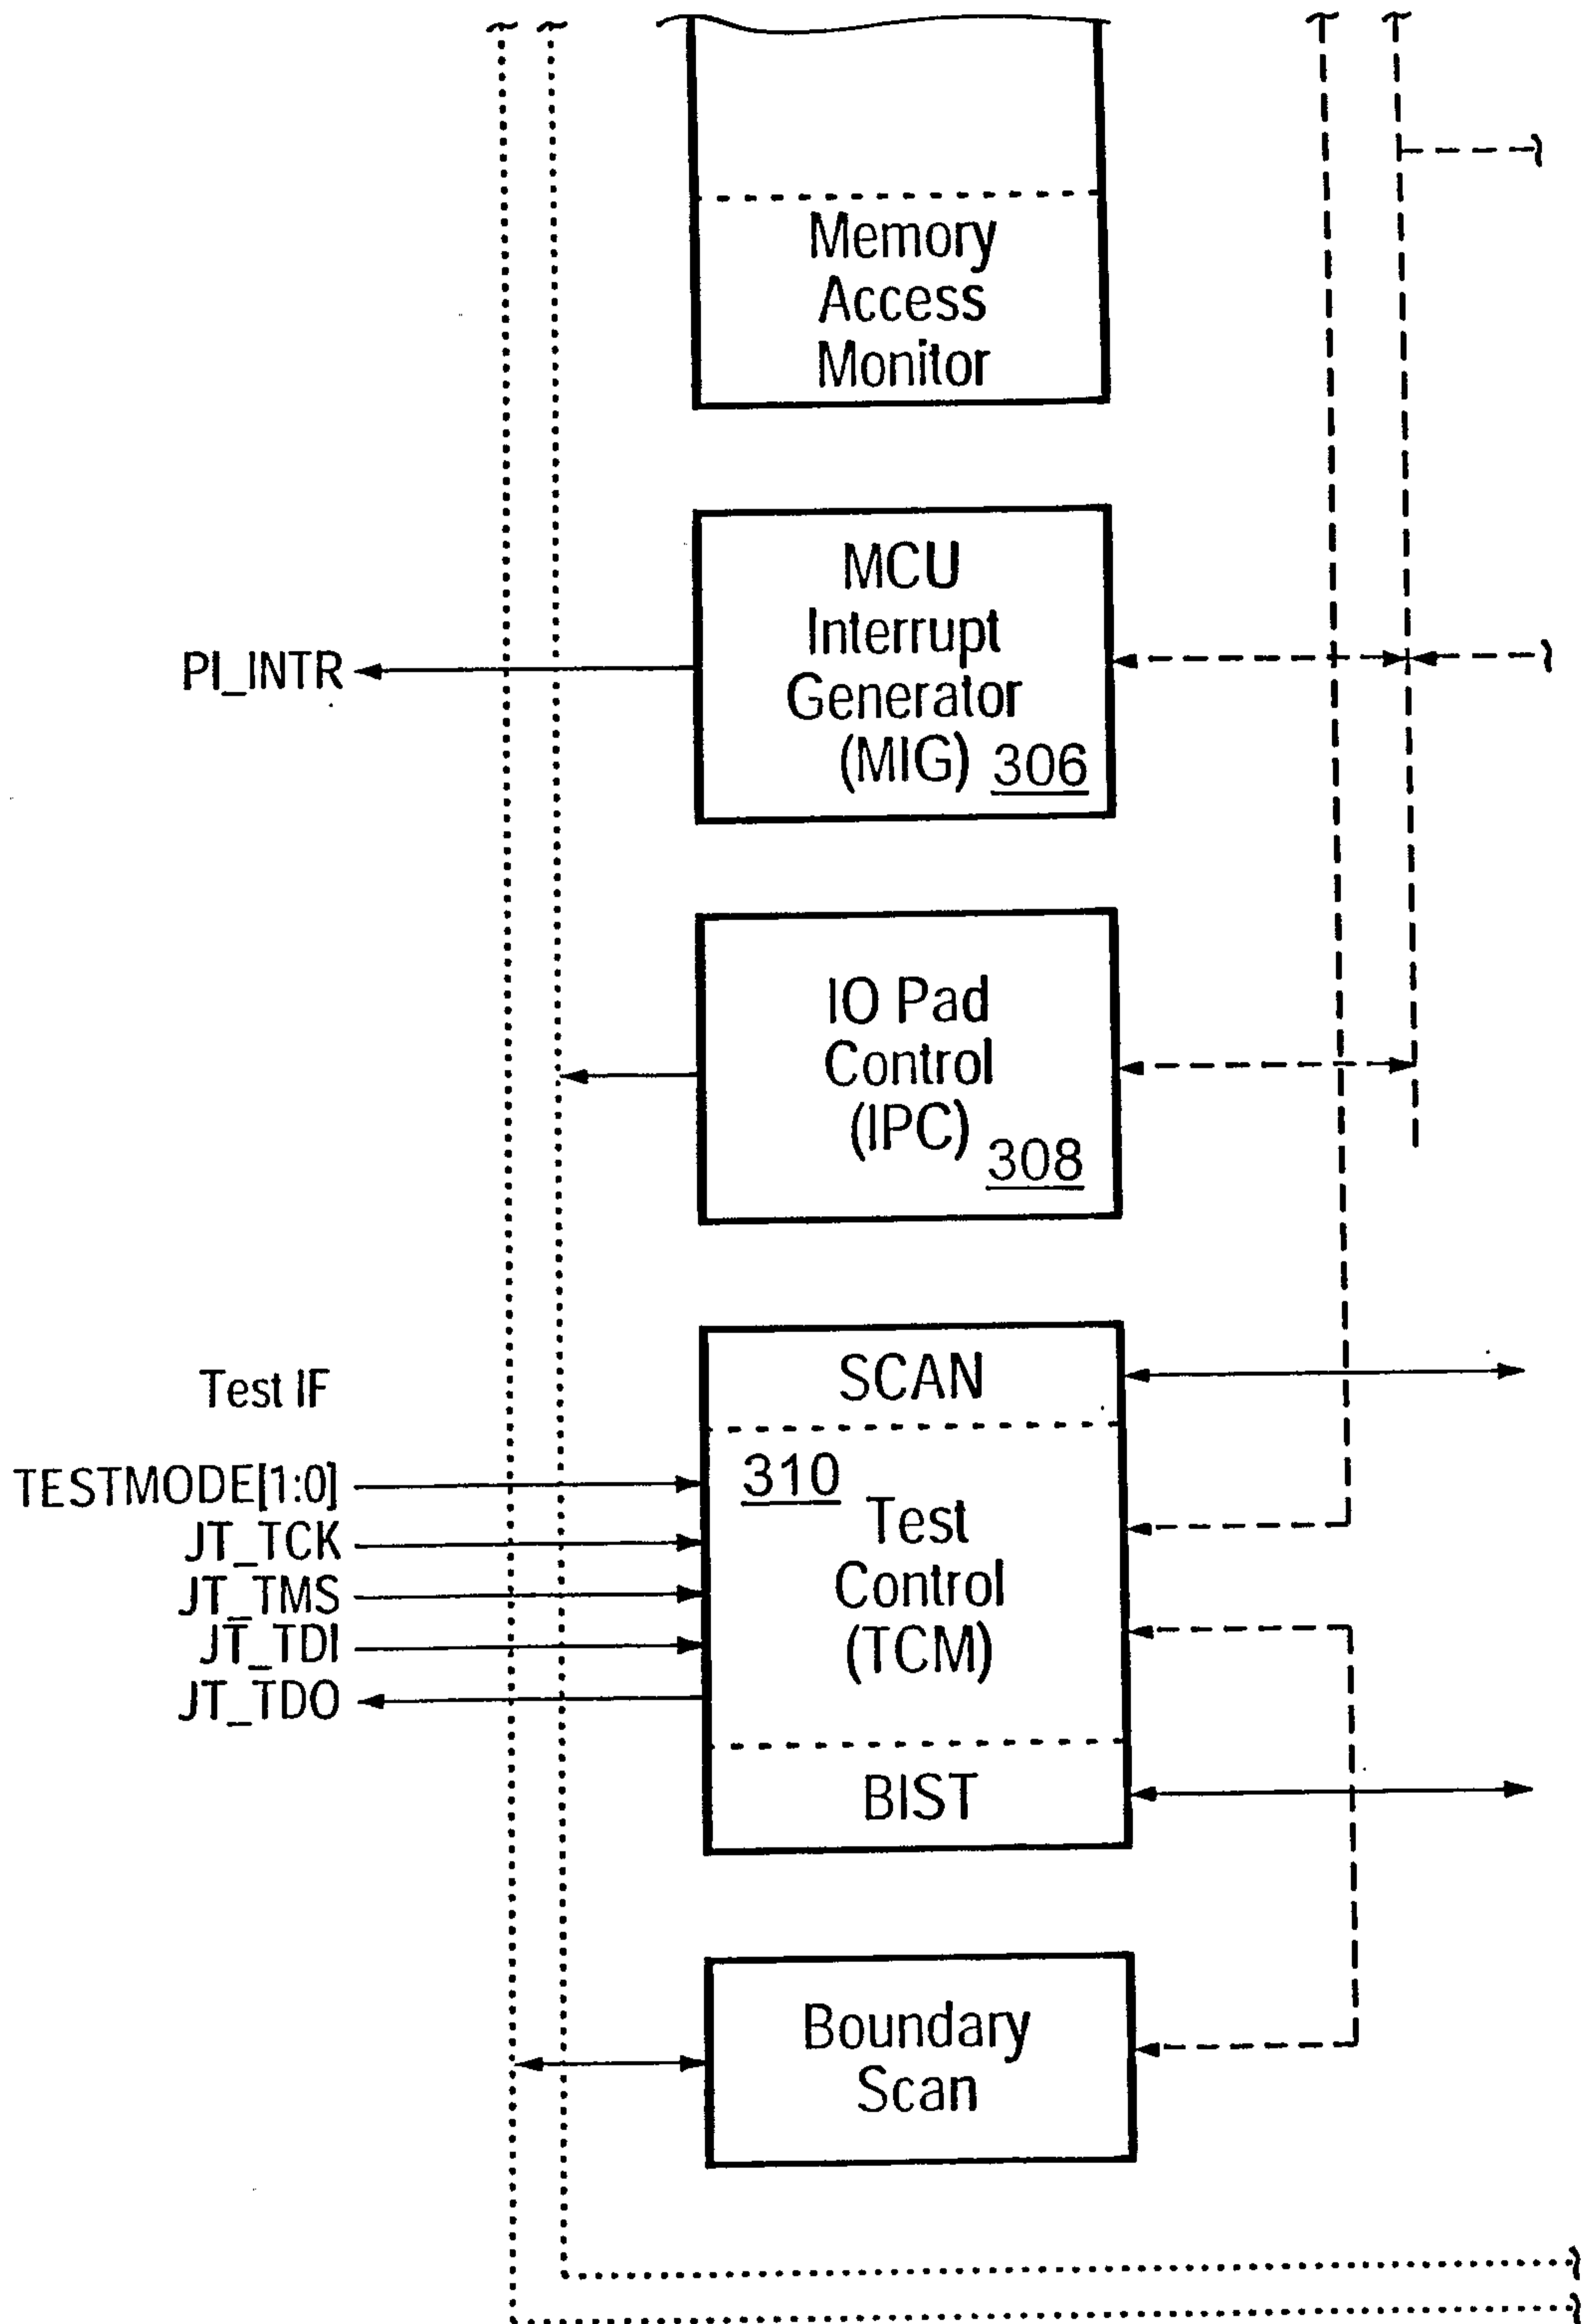 Memory
Access
Monitor
MCU
Interrupt
Generator
(MIG) 306
PI_INTR
IO Pad
Control
(IPC)
308
SCAN
Test IF
TESTMODE[1:0]
JT_TCK
JT_TMS
JT_TDI
JT_TDO
310
Test
Control
(TCM)
BIST
Boundary
Scan